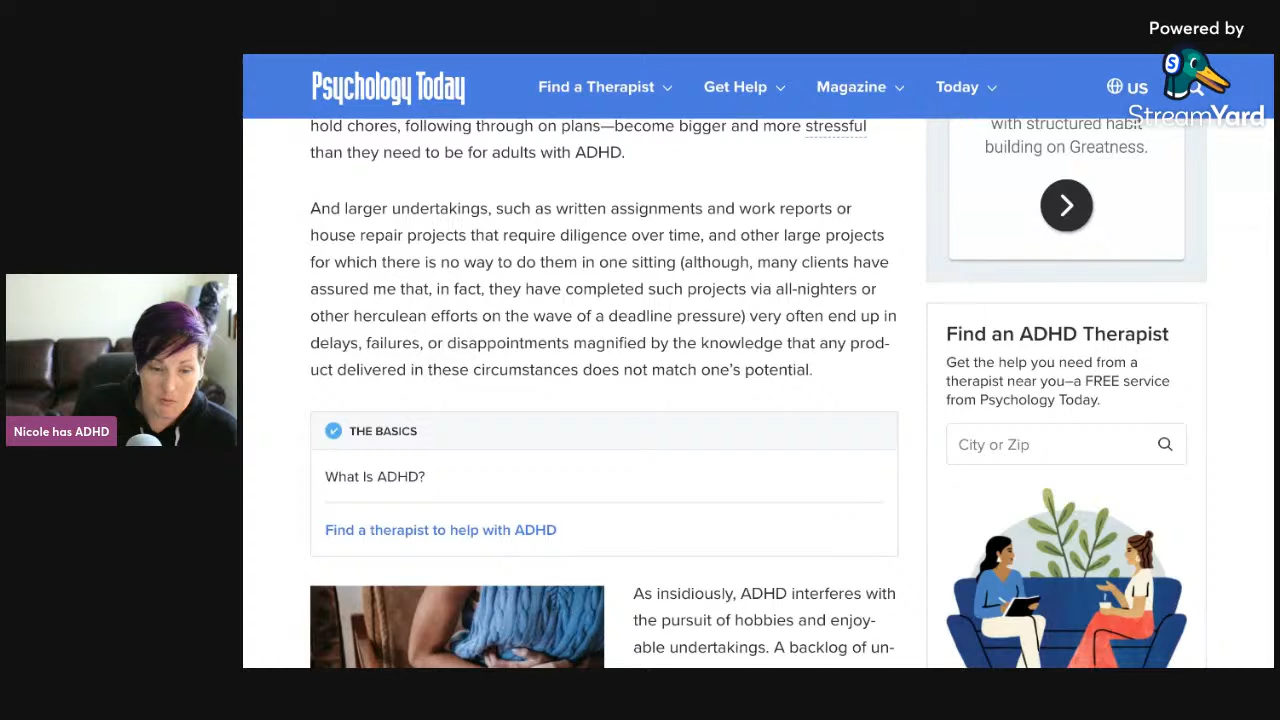 Powered by
StreamYard
Psychology Today
Find a Therapist
Get Help
Magazine
Today
US
hold chores, following through on plans—become bigger and more stressful
than they need to be for adults with ADHD.
And larger undertakings, such as written assignments and work reports or
house repair projects that require diligence over time, and other large projects
for which there is no way to do them in one sitting (although, many clients have
assured me that, in fact, they have completed such projects via all-nighters or
other herculean efforts on the wave of a deadline pressure) very often end up in
delays, failures, or disappointments magnified by the knowledge that any prod-
uct delivered in these circumstances does not match one's potential.
THE BASICS
What Is ADHD?
Find a therapist to help with ADHD
As insidiously, ADHD interferes with
the pursuit of hobbies and enjoy-
able undertakings. A backlog of un-
with structured habit
building on Greatness.
Find an ADHD Therapist
Get the help you need from a
therapist near you–a FREE service
from Psychology Today.
City or Zip
Nicole has ADHD